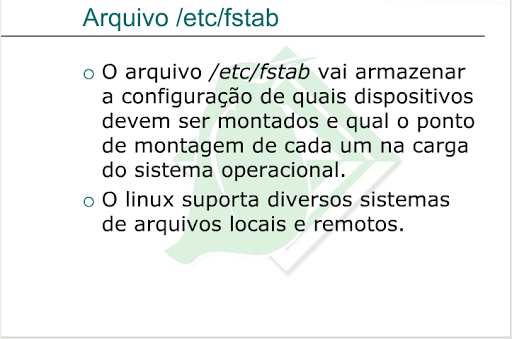 Arquivo /etc/fstab
O arquivo /etc/fstab vai armazenar
a configuração de quais dispositivos
devem ser montados e qual o ponto
de montagem de cada um na carga
do sistema operacional.
O linux suporta diversos sistemas
de arquivos locais e remotos.